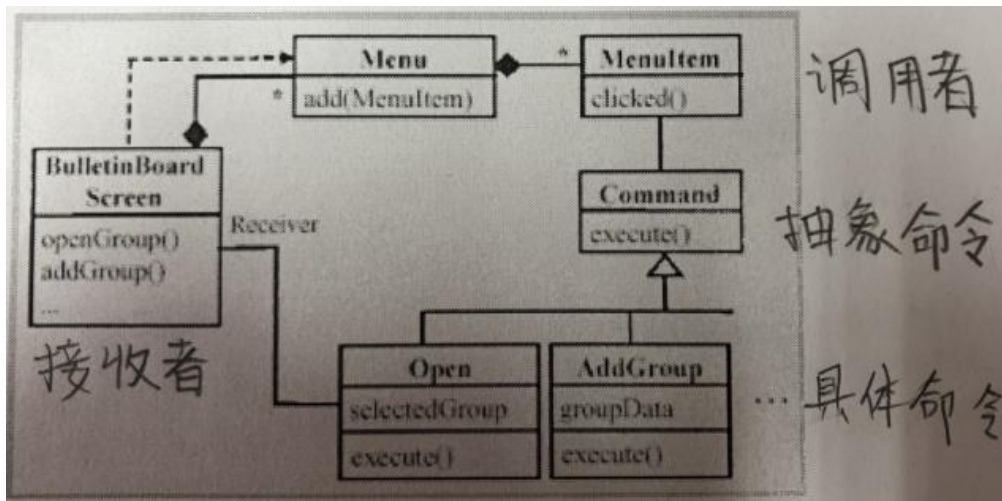 Menu
add(MenuItem)
*
*
MenuItem
clicked()
调用者
BulletinBoard
Screen
openGroup()
addGroup()
...
接收者
Receiver
Command
execute()
抽象命令
Open
selectedGroup
execute()
AddGroup
groupData
execute()
... 具体命令